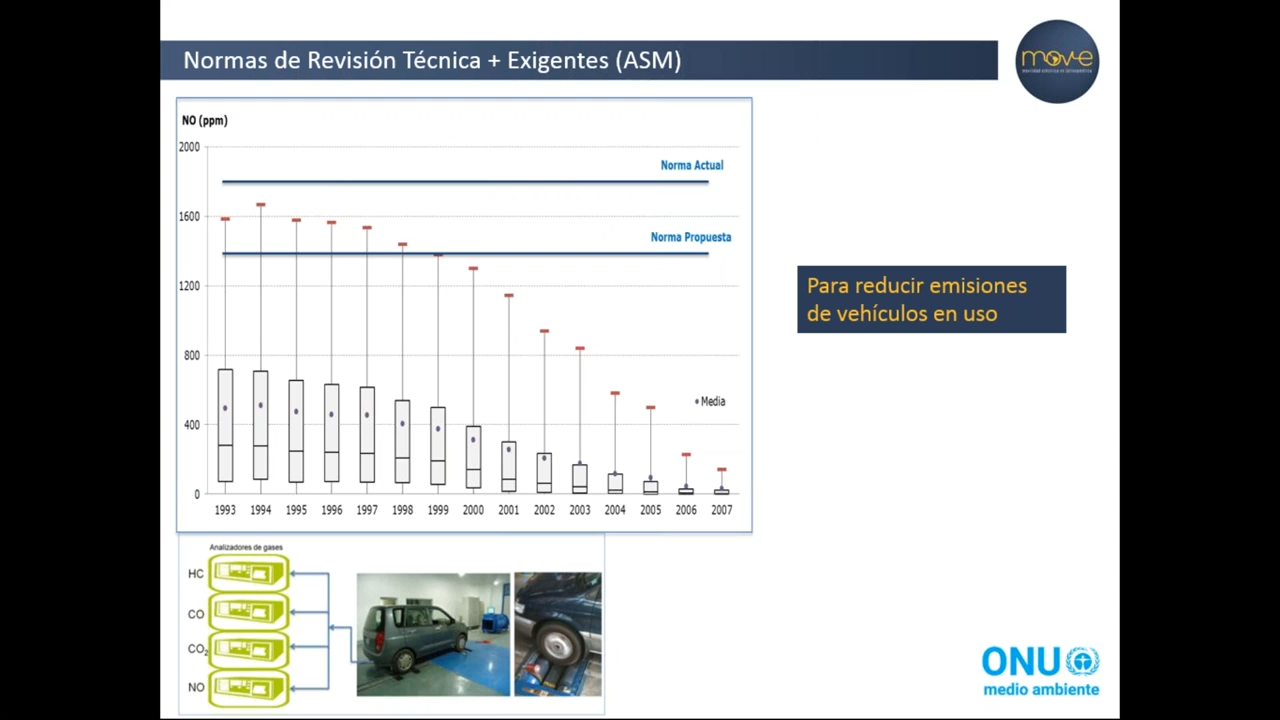 Normas de Revisión Técnica + Exigentes (ASM)
mov-e
movilidad eléctrica en latinoamérica
NO (ppm)
2000
Norma Actual
1600
Norma Propuesta
1200
800
Media
400
0
1993 1994 1995 1996 1997 1998 1999 2000 2001 2002 2003 2004 2005 2006 2007
Para reducir emisiones
de vehículos en uso
Analizadores de gases
HC
CO
CO2
NO
ONU
medio ambiente